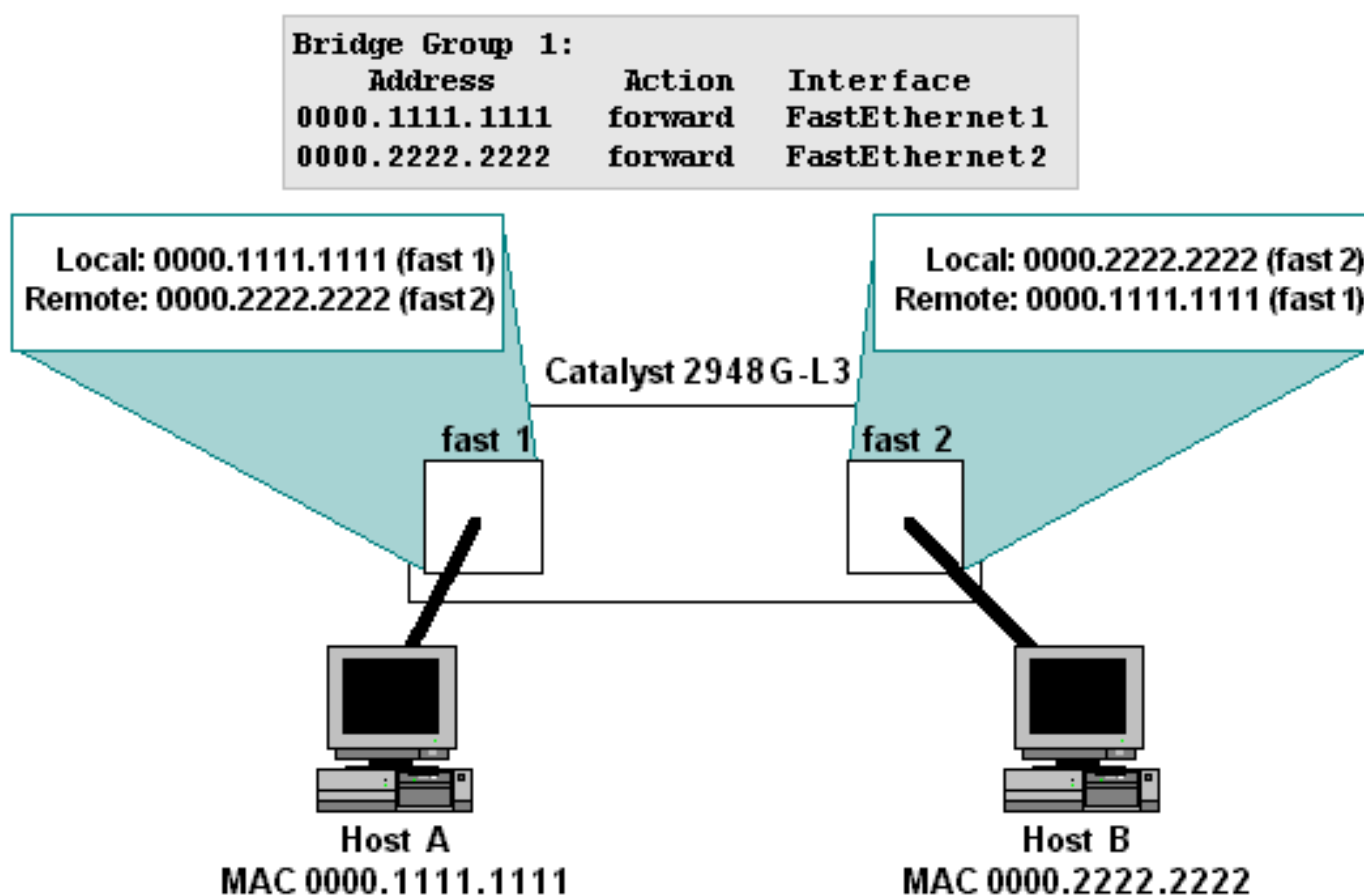 Bridge Group 1:
Address Action Interface
0000.1111.1111 forward FastEthernet1
0000.2222.2222 forward FastEthernet2
Local: 0000.1111.1111 (fast 1)
Remote: 0000.2222.2222 (fast 2)
Local: 0000.2222.2222 (fast 2)
Remote: 0000.1111.1111 (fast 1)
Catalyst 2948G-L3
fast 1
fast 2
Host A
MAC 0000.1111.1111
Host B
MAC 0000.2222.2222